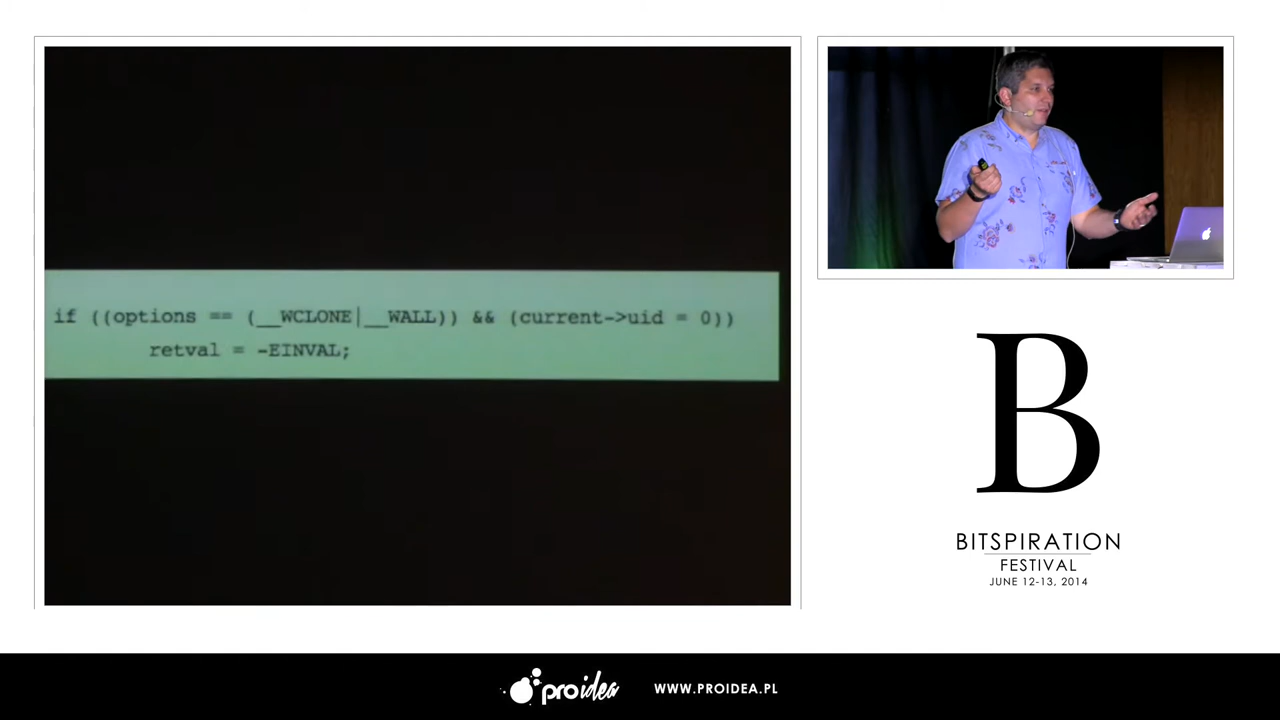 if ((options == (__WCLONE|__WALL)) && (current->uid = 0))
retval = -EINVAL;
B
BITSPIRATION
FESTIVAL
JUNE 12-13, 2014
proidea
WWW.PROIDEA.PL